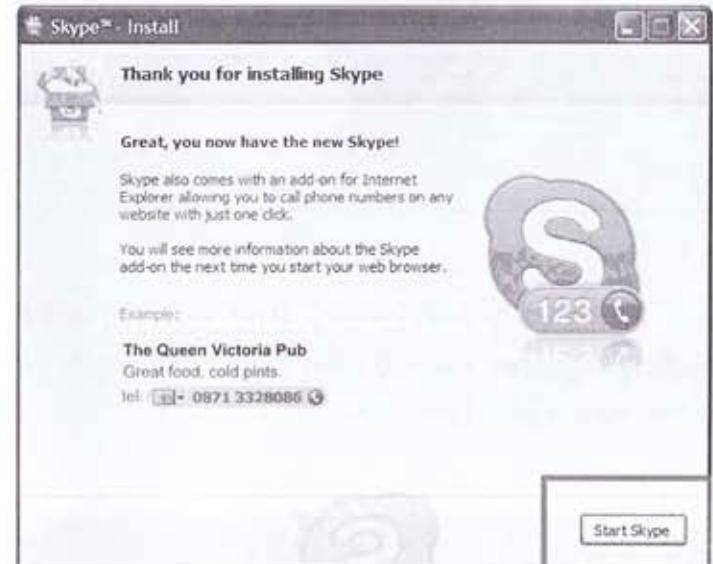 Skype™ - Install
Thank you for installing Skype
Great, you now have the new Skype!
Skype also comes with an add-on for Internet
Explorer allowing you to call phone numbers on any
website with just one click.
You will see more information about the Skype
add-on the next time you start your web browser.
S
123
Example:
The Queen Victoria Pub
Great food, cold pints.
Tel: 0871 3328086
Start Skype